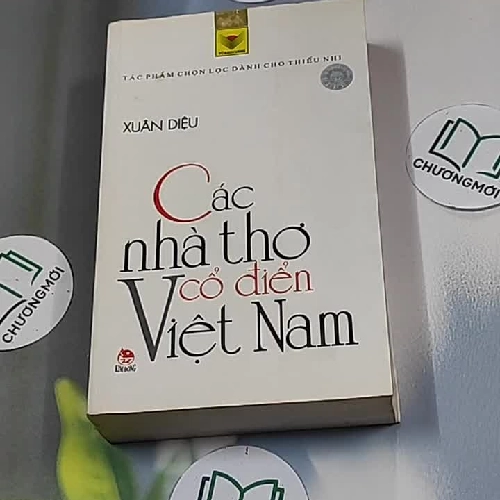 TÁC PHẨM CHỌN LỌC DÀNH CHO THIẾU NHI
XUÂN DIỆU
Các
nhà thơ
cổ điển
Việt Nam
CHƯƠNGMỚI
CHƯƠNGMỚI